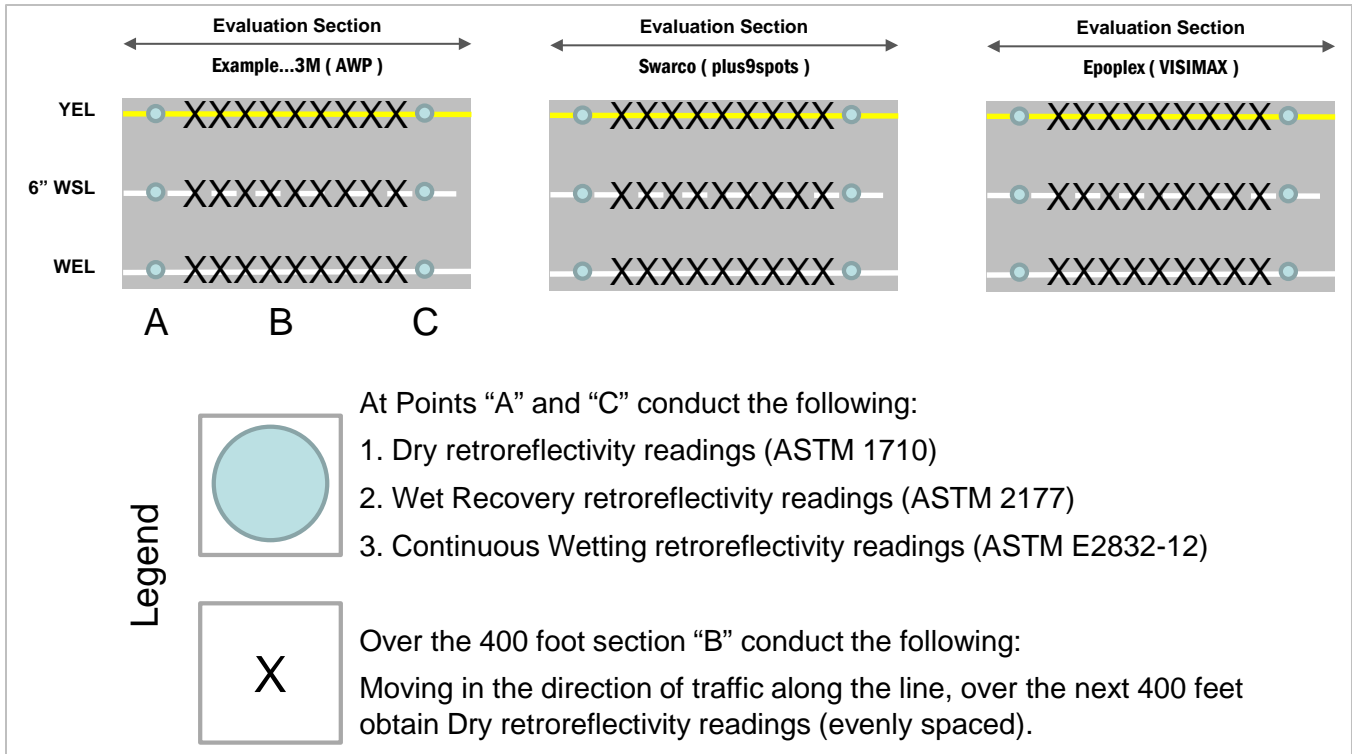 Evaluation Section
Example...3M ( AWP )
Evaluation Section
Swarco ( plus9spots )
Evaluation Section
Epoplex ( VISIMAX )
YEL
XXXXXXXXX
XXXXXXXXX
XXXXXXXXX
6” WSL
XXXXXXXXX
XXXXXXXXX
XXXXXXXXX
WEL
XXXXXXXXX
XXXXXXXXX
XXXXXXXXX
A B C
Legend
At Points “A” and “C” conduct the following:
1. Dry retroreflectivity readings (ASTM 1710)
2. Wet Recovery retroreflectivity readings (ASTM 2177)
3. Continuous Wetting retroreflectivity readings (ASTM E2832-12)
X
Over the 400 foot section “B” conduct the following:
Moving in the direction of traffic along the line, over the next 400 feet
obtain Dry retroreflectivity readings (evenly spaced).